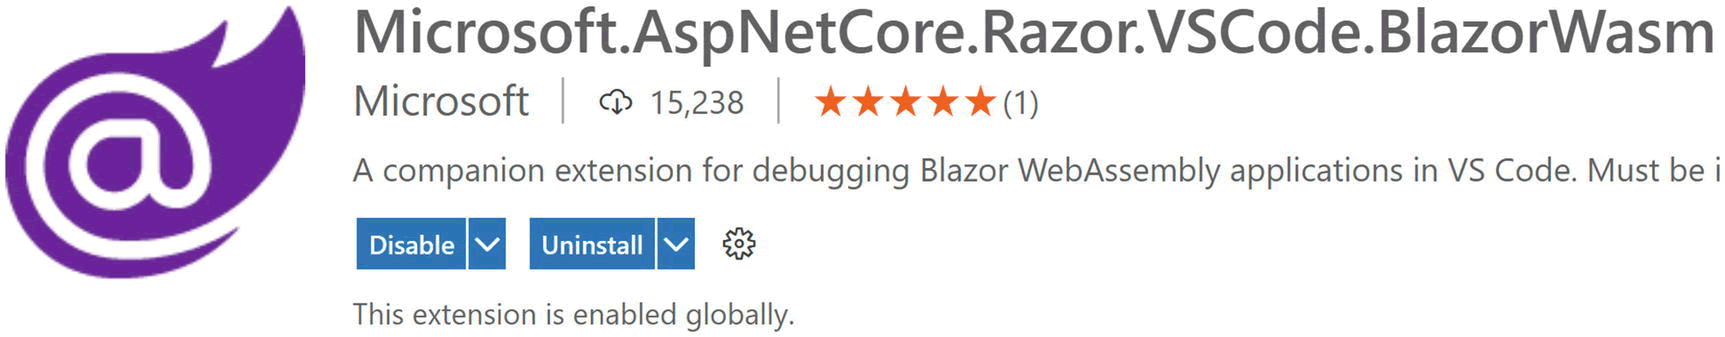 Microsoft.AspNetCore.Razor.VSCode.BlazorWasm
Microsoft 15,238 ★★★★★(1)
A companion extension for debugging Blazor WebAssembly applications in VS Code. Must be i
Disable Uninstall
This extension is enabled globally.